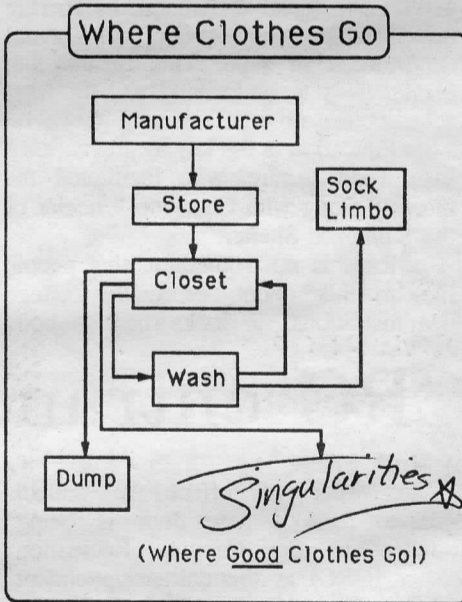 Where Clothes Go
Manufacturer
Store
Sock
Limbo
Closet
Wash
Dump
Singularities
(Where Good Clothes Go!)